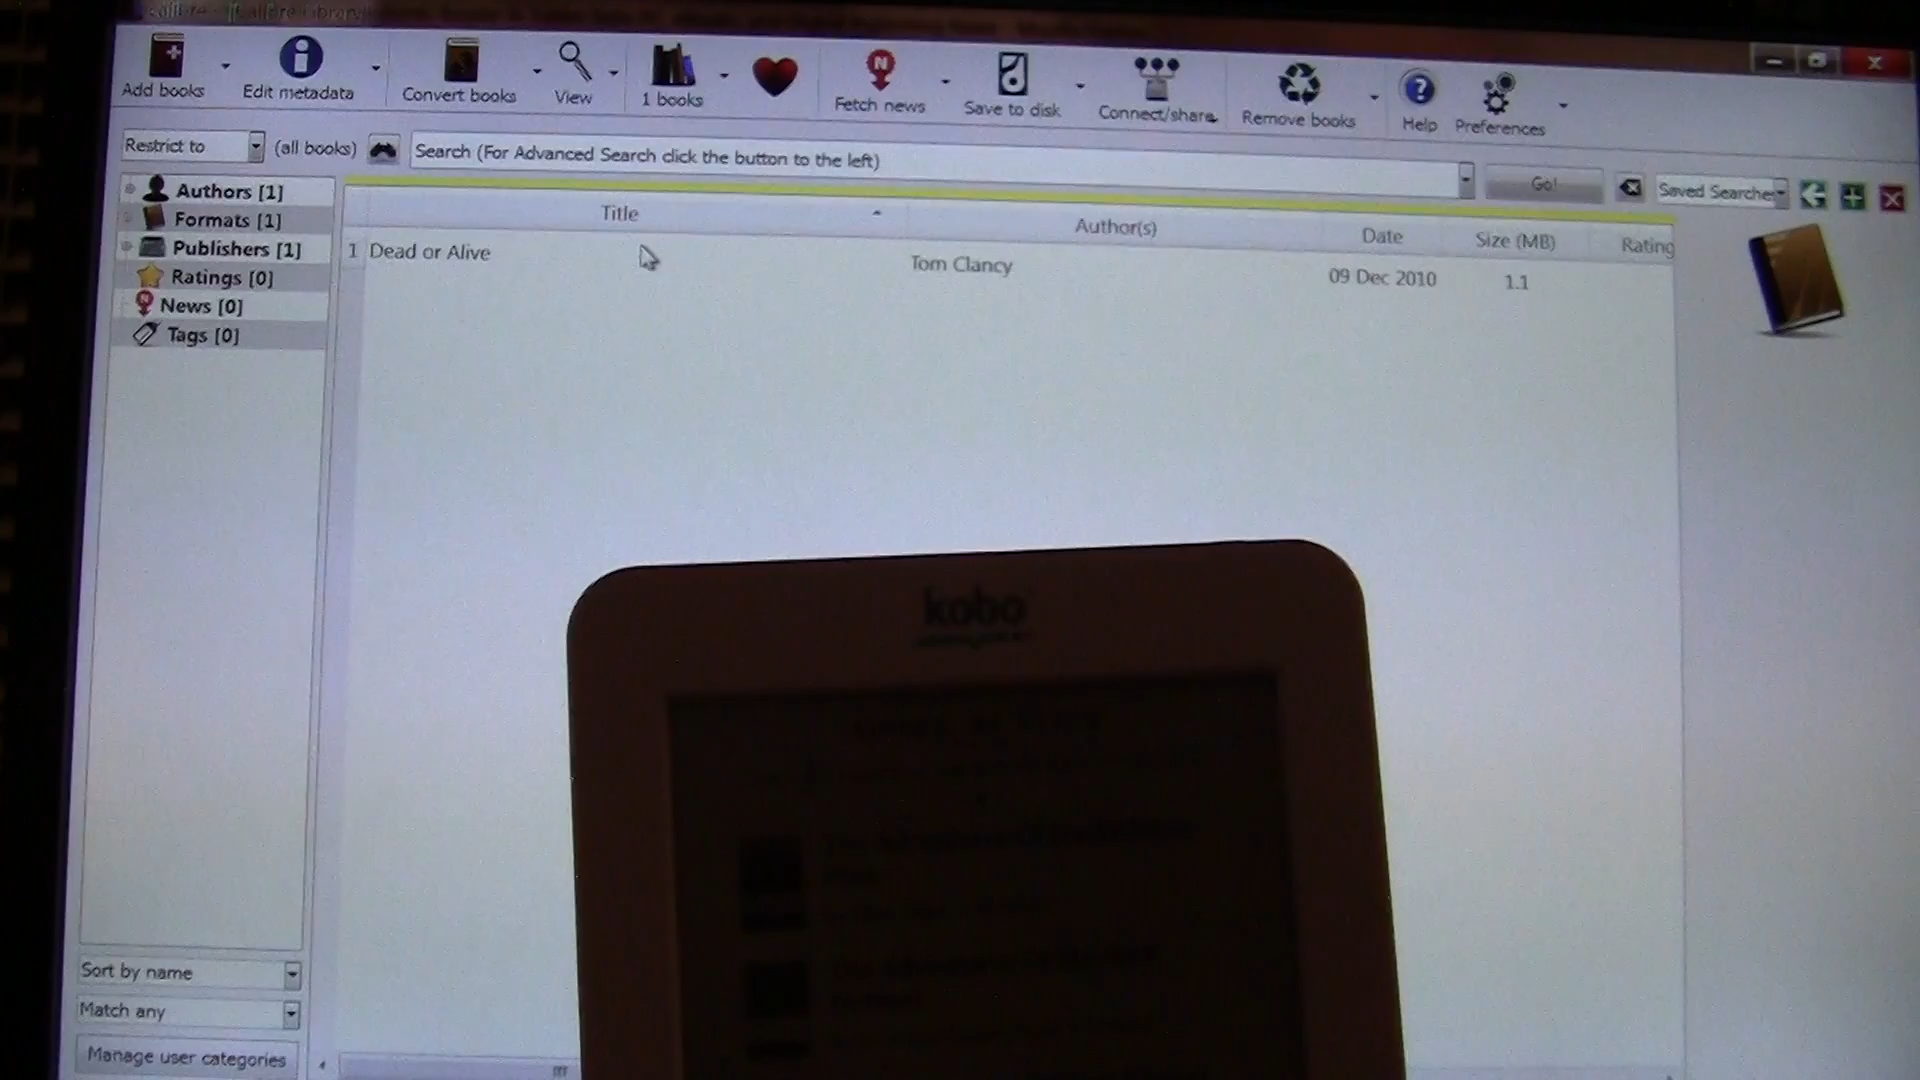 calibre
Add books
Edit metadata
Convert books
View
1 books
Fetch news
Save to disk
Connect/share
Remove books
Help
Preferences
Restrict to
(all books)
Search (For Advanced Search click the button to the left)
Go!
Saved Searches
Authors [1]
Formats [1]
Publishers [1]
Ratings [0]
News [0]
Tags [0]
Title Author(s) Date Size (MB) Rating
1 Dead or Alive Tom Clancy 09 Dec 2010 1.1
kobo
Sort by name
Match any
Manage user categories